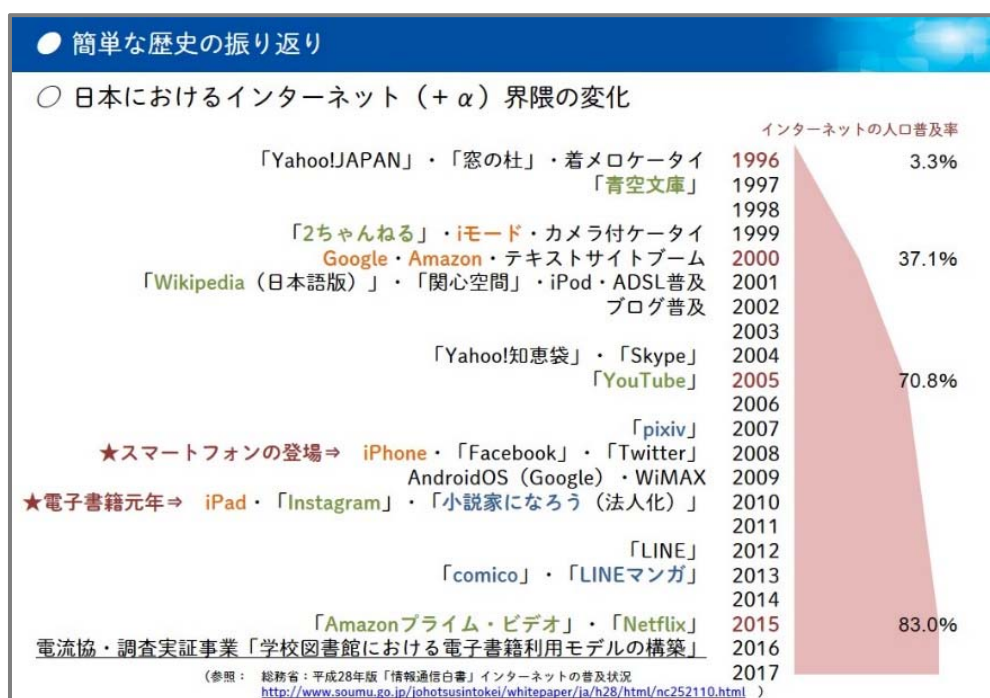 簡単な歴史の振り返り
日本におけるインターネット（+α）界隈の変化
インターネットの人口普及率
「Yahoo!JAPAN」・「窓の杜」・着メロケータイ 1996 3.3%
「青空文庫」 1997
1998
「2ちゃんねる」・iモード・カメラ付ケータイ 1999
Google・Amazon・テキストサイトブーム 2000 37.1%
「Wikipedia（日本語版）」・「関心空間」・iPod・ADSL普及 2001
ブログ普及 2002
2003
「Yahoo!知恵袋」・「Skype」 2004
「YouTube」 2005 70.8%
2006
「pixiv」 2007
★スマートフォンの登場⇒ iPhone・「Facebook」・「Twitter」 2008
AndroidOS（Google）・WiMAX 2009
★電子書籍元年⇒ iPad・「Instagram」・「小説家になろう（法人化）」 2010
2011
「LINE」 2012
「comico」・「LINEマンガ」 2013
2014
「Amazonプライム・ビデオ」・「Netflix」 2015 83.0%
電流協・調査実証事業「学校図書館における電子書籍利用モデルの構築」 2016
2017
（参照： 総務省：平成28年版「情報通信白書」インターネットの普及状況
http://www.soumu.go.jp/johotsusintokei/whitepaper/ja/h28/html/nc252110.html ）